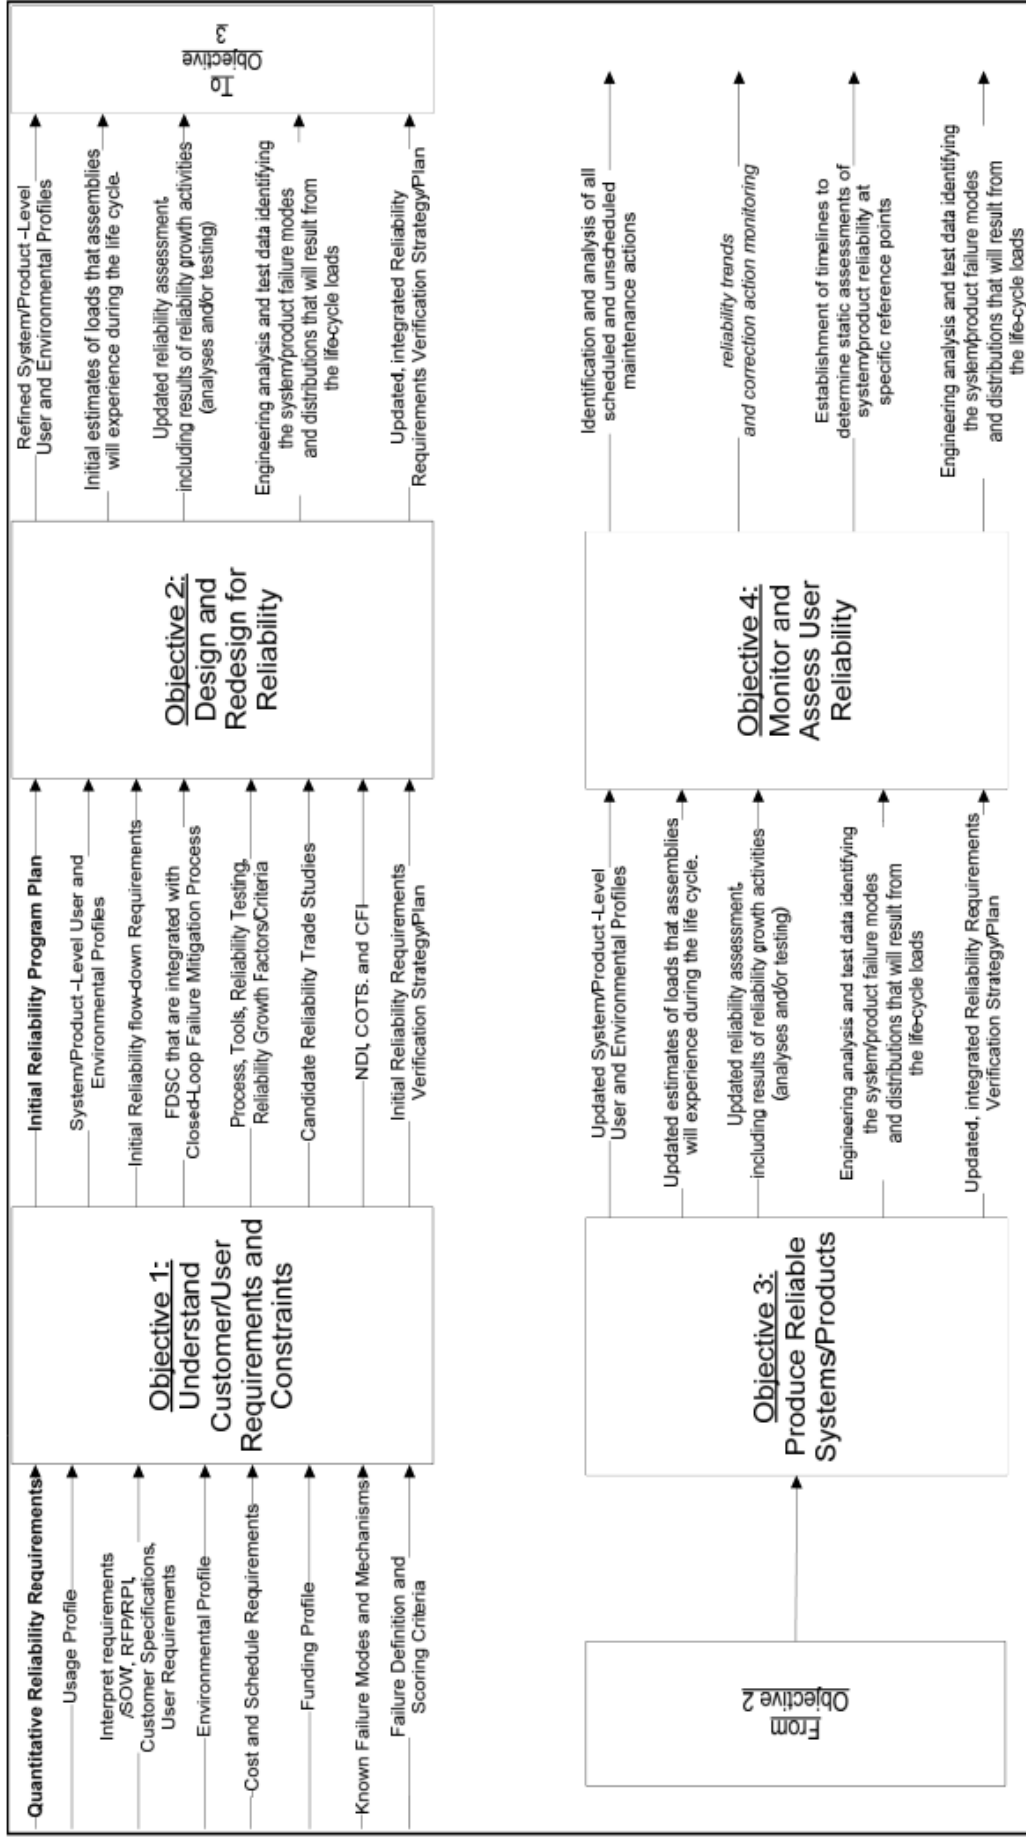 Quantitative Reliability Requirements
Usage Profile
Interpret requirements
/SOW, RFP/RPI,
Customer Specifications,
User Requirements
Environmental Profile
Cost and Schedule Requirements
Funding Profile
Known Failure Modes and Mechanisms
Failure Definition and
Scoring Criteria
Objective 1:
Understand
Customer/User
Requirements and
Constraints
Initial Reliability Program Plan
System/Product -Level User and
Environmental Profiles
Initial Reliability flow-down Requirements
FDSC that are integrated with
Closed-Loop Failure Mitigation Process
Process, Tools, Reliability Testing,
Reliability Growth Factors/Criteria
Candidate Reliability Trade Studies
NDI, COTS. and CFI
Initial Reliability Requirements
Verification Strategy/Plan
Objective 2:
Design and
Redesign for
Reliability
Refined System/Product -Level
User and Environmental Profiles
Initial estimates of loads that assemblies
will experience during the life cycle.
Updated reliability assessment,
including results of reliability growth activities
(analyses and/or testing)
Engineering analysis and test data identifying
the system/product failure modes
and distributions that will result from
the life-cycle loads
Updated, integrated Reliability
Requirements Verification Strategy/Plan
To
Objective
3
From
Objective 2
Objective 3:
Produce Reliable
Systems/Products
Updated System/Product -Level
User and Environmental Profiles
Updated estimates of loads that assemblies
will experience during the life cycle.
Updated reliability assessment,
including results of reliability growth activities
(analyses and/or testing)
Engineering analysis and test data identifying
the system/product failure modes
and distributions that will result from
the life-cycle loads
Updated, integrated Reliability Requirements
Verification Strategy/Plan
Objective 4:
Monitor and
Assess User
Reliability
Identification and analysis of all
scheduled and unscheduled
maintenance actions
reliability trends
and correction action monitoring
Establishment of timelines to
determine static assessments of
system/product reliability at
specific reference points
Engineering analysis and test data identifying
the system/product failure modes
and distributions that will result from
the life-cycle loads